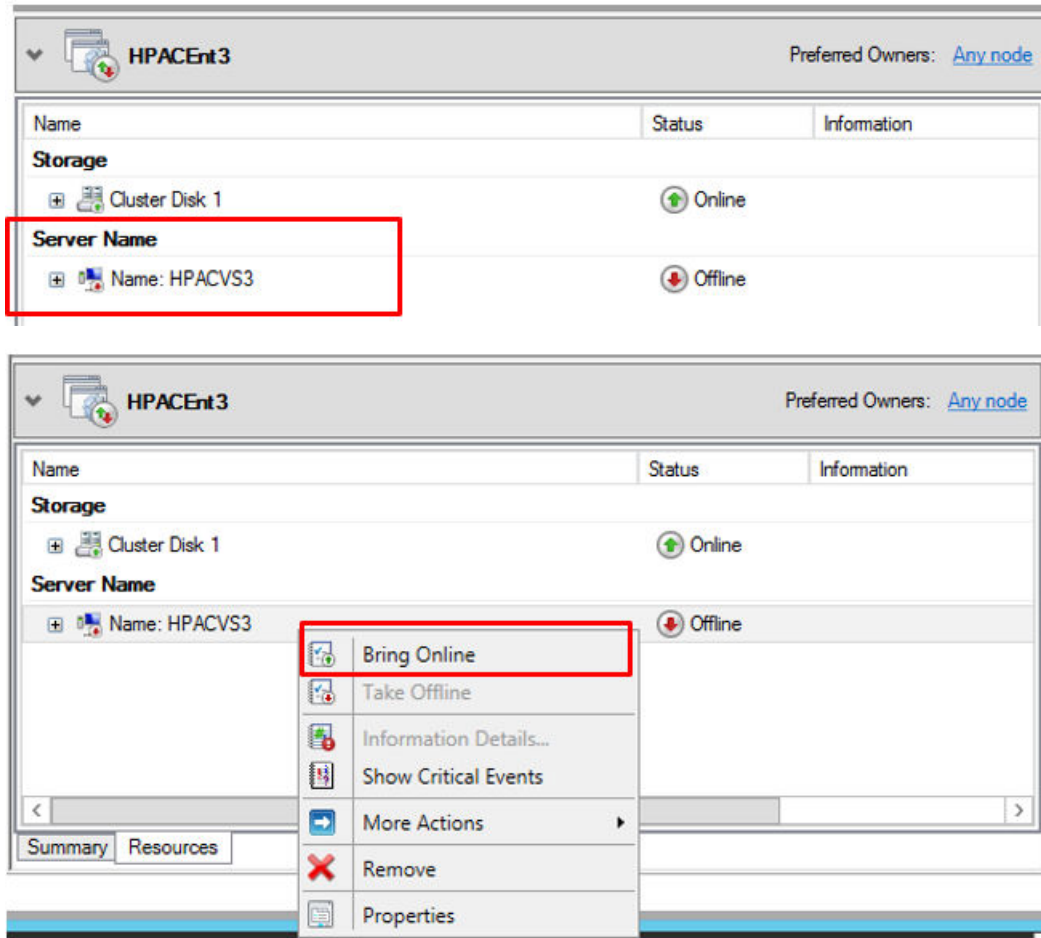 HPACEnt3 Preferred Owners: Any node
Name Status Information
Storage
Cluster Disk 1 Online
Server Name
Name: HPACVS3 Offline
HPACEnt3 Preferred Owners: Any node
Name Status Information
Storage
Cluster Disk 1 Online
Server Name
Name: HPACVS3 Offline
Bring Online
Take Offline
Information Details...
Show Critical Events
More Actions
Summary Resources
Remove
Properties